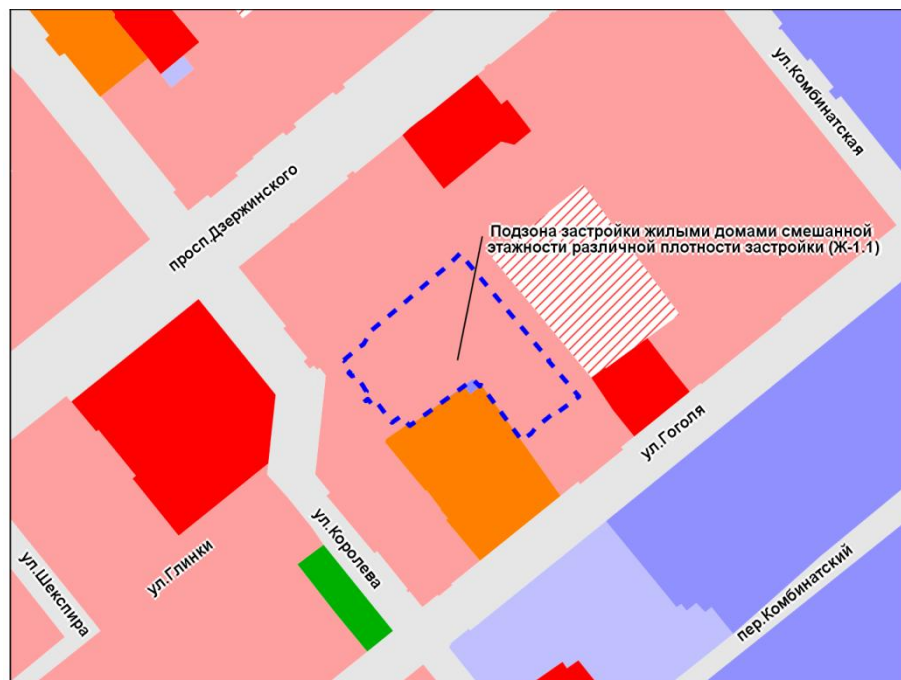 ул.Комбинатская
просп.Дзержинского
Подзона застройки жилыми домами смешанной
этажности различной плотности застройки (Ж-1.1)
ул.Гоголя
ул.Королева
ул.Глинки
ул.Шекспира
пер.Комбинатский